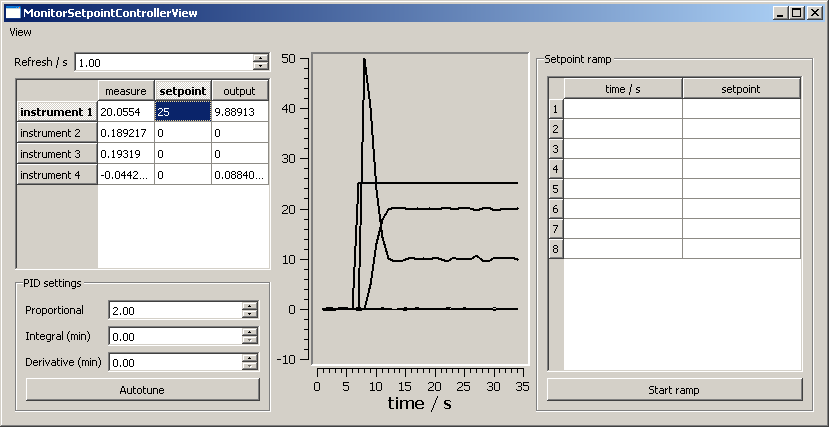 MonitorSetpointControllerView
View
Refresh / s 1.00
measure setpoint output
instrument 1 20.0554 25 9.88913
instrument 2 0.189217 0 0
instrument 3 0.19319 0 0
instrument 4 -0.0442... 0 0.08840...
PID settings
Proportional 2.00
Integral (min) 0.00
Derivative (min) 0.00
Autotune
50
40
30
20
10
0
-10
0 5 10 15 20 25 30 35
time / s
Setpoint ramp
time / s setpoint
1
2
3
4
5
6
7
8
Start ramp